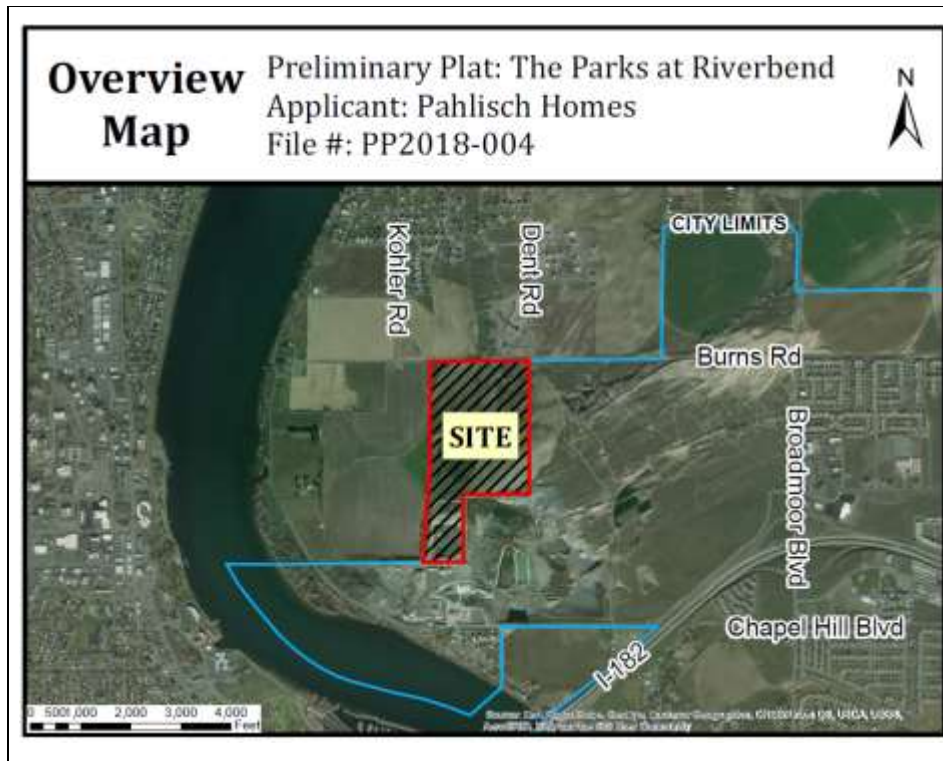 Overview
Map
Preliminary Plat: The Parks at Riverbend
Applicant: Pahlisch Homes
File #: PP2018-004
N
CITY LIMITS
Kohler Rd
Dent Rd
Burns Rd
SITE
Broadmoor Blvd
Chapel Hill Blvd
I-182
0 500 1,000 2,000 3,000 4,000
Feet